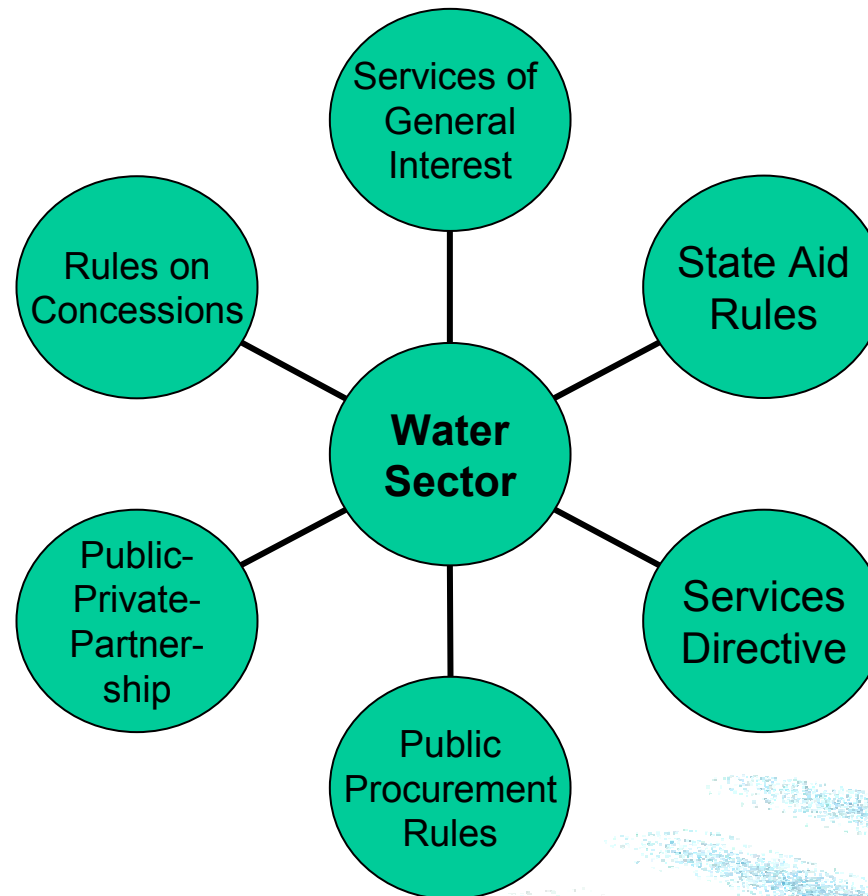 Services of
General
Interest
Rules on
Concessions
State Aid
Rules
Water
Sector
Public-
Private-
Partner-
ship
Services
Directive
Public
Procurement
Rules